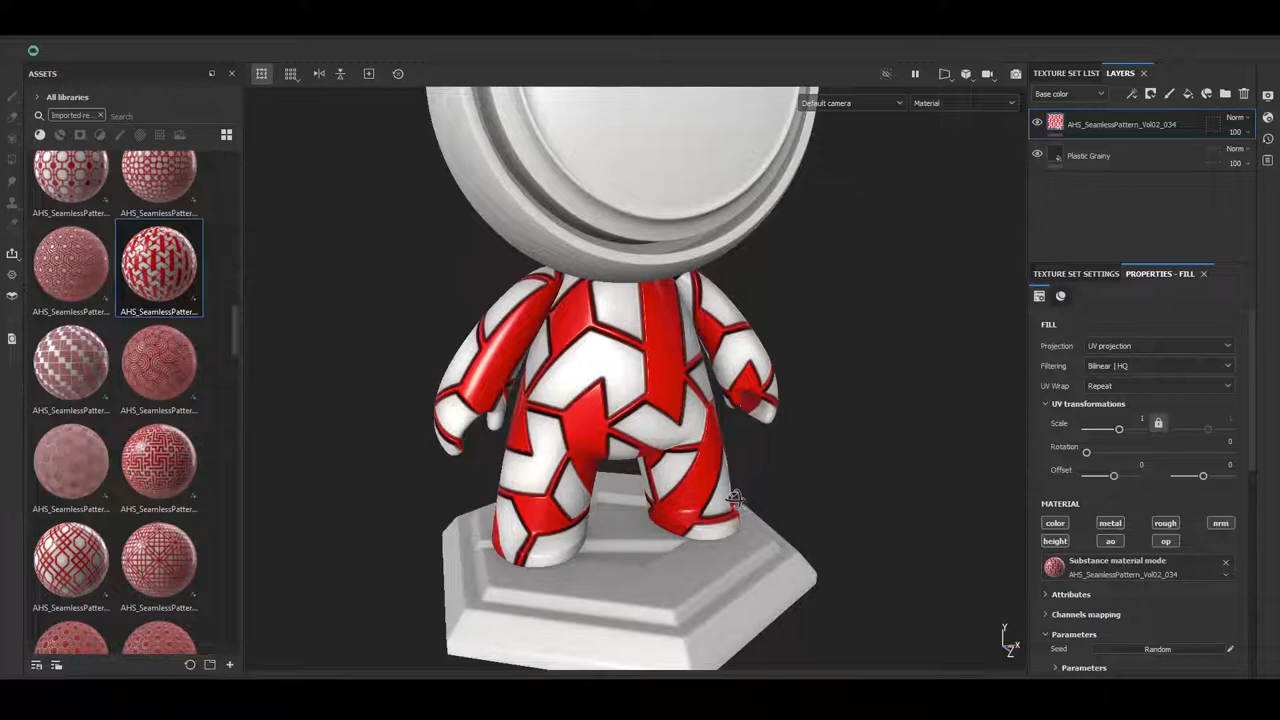 ASSETS
All libraries
Imported re...
Search
AHS_SeamlessPatter...
AHS_SeamlessPatter...
AHS_SeamlessPatter...
AHS_SeamlessPatter...
AHS_SeamlessPatter...
AHS_SeamlessPatter...
AHS_SeamlessPatter...
AHS_SeamlessPatter...
AHS_SeamlessPatter...
AHS_SeamlessPatter...
Default camera
Material
Y
X
Z
TEXTURE SET LIST LAYERS
Base color
AHS_SeamlessPattern_Vol02_034 Norm
100
Plastic Grainy Norm
100
TEXTURE SET SETTINGS PROPERTIES - FILL
FILL
Projection UV projection
Filtering Bilinear | HQ
UV Wrap Repeat
UV transformations
Scale 1 1
Rotation 0
Offset 0 0
MATERIAL
color metal rough nrm
height ao op
Substance material mode
AHS_SeamlessPattern_Vol02_034
Attributes
Channels mapping
Parameters
Seed Random
Parameters